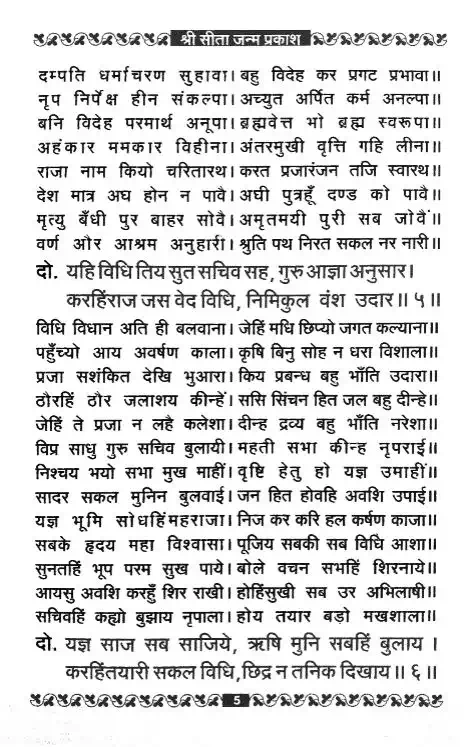 श्री सीता जन्म प्रकाश
दम्पति धर्माचरण सुहावा। बहु विदेह कर प्रगट प्रभावा॥
नृप निर्पेक्ष हीन संकल्पा। अच्युत अर्पित कर्म अनल्पा॥
बनि विदेह परमार्थ अनूपा। ब्रह्मवेत्त भो ब्रह्म स्वरूपा॥
अहंकार ममकार विहीना। अंतरमुखी वृत्ति गहि लीना॥
राजा नाम कियो चरितारथ। करत प्रजारंजन तजि स्वारथ॥
देश मात्र अघ होन न पावै। अघी पुत्रहूँ दण्ड को पावै॥
मृत्यु बँधी पुर बाहर सोवै। अमृतमयी पुरी सब जोवैं॥
वर्ण और आश्रम अनुहारी। श्रुति पथ निरत सकल नर नारी॥
दो. यहि विधि तिय सुत सचिव सह, गुरु आज्ञा अनुसार।
करहिंराज जस वेद विधि, निमिकुल वंश उदार॥ ५॥
विधि विधान अति ही बलवाना। जेहिं मधि छिप्यो जगत कल्याना॥
पहुँच्यो आय अवर्षण काला। कृषि बिनु सोह न धरा विशाला॥
प्रजा सशंकित देखि भुआरा। किय प्रबन्ध बहु भाँति उदारा॥
ठौरहिं ठौर जलाशय कीन्हें। ससि सिंचन हित जल बहु दीन्हे॥
जेहिं ते प्रजा न लहै कलेशा। दीन्ह द्रव्य बहु भाँति नरेशा॥
विप्र साधु गुरु सचिव बुलायी। महती सभा कीन्ह नृपराई॥
निश्चय भयो सभा मुख माहीं। वृष्टि हेतु हो यज्ञ उमाहीं॥
सादर सकल मुनिन बुलवाई। जन हित होवहि अवशि उपाई॥
यज्ञ भूमि सोधहिंमहराजा। निज कर करि हल कर्षण काजा॥
सबके हृदय महा विश्वासा। पूजिय सबकी सब विधि आशा॥
सुनतहिं भूप परम सुख पाये। बोले वचन सभहिं शिरनाये॥
आयसु अवशि करहुँ शिर राखी। होहिंसुखी सब उर अभिलाषी॥
सचिवहिं कह्यो बुझाय नृपाला। होय तयार बड़ो मखशाला॥
दो. यज्ञ साज सब साजिये, ऋषि मुनि सबहिं बुलाय।
करहिंतयारी सकल विधि, छिद्र न तनिक दिखाय॥ ६॥
5